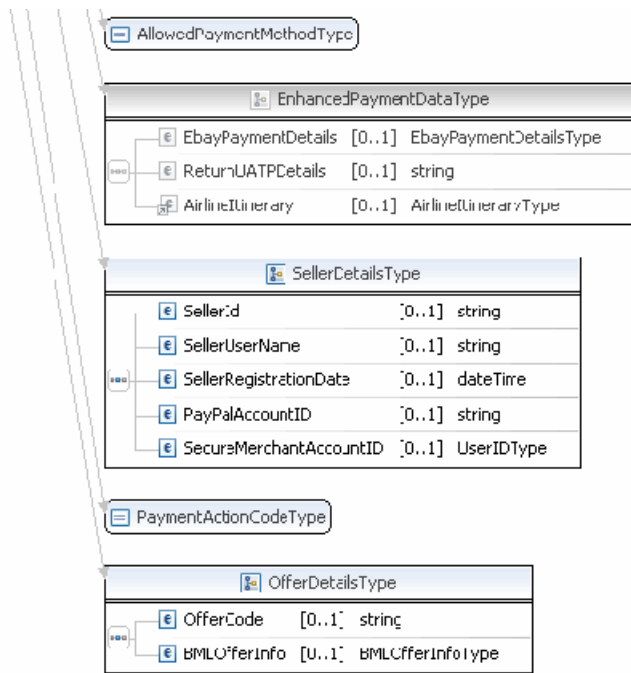 AllowedPaymentMethodType
EnhancedPaymentDataType
EbayPaymentDetails [0..1] EbayPaymentDetailsType
ReturnUATPDetails [0..1] string
AirlineItinerary [0..1] AirlineItineraryType
SellerDetailsType
SellerId [0..1] string
SellerUserName [0..1] string
SellerRegistrationDate [0..1] dateTime
PayPalAccountID [0..1] string
SecureMerchantAccountID [0..1] UserIDType
PaymentActionCodeType
OfferDetailsType
OfferCode [0..1] string
BMLOfferInfo [0..1] BMLOfferInfoType